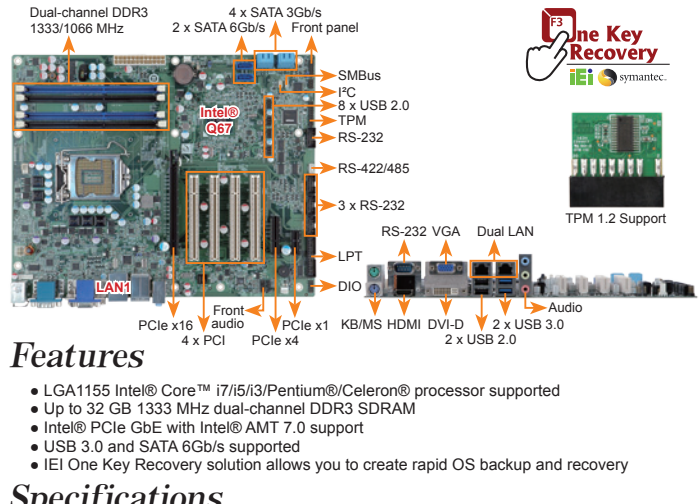 Dual-channel DDR3
1333/1066 MHz
4 x SATA 3Gb/s
2 x SATA 6Gb/s
Front panel
SMBus
I²C
8 x USB 2.0
TPM
RS-232
RS-422/485
3 x RS-232
LPT
DIO
Intel®
Q67
LAN1
PCIe x16
4 x PCI
Front
audio
PCIe x4
PCIe x1
F3
One Key
Recovery
iEi
symantec.
TPM 1.2 Support
RS-232
VGA
Dual LAN
KB/MS
HDMI
DVI-D
2 x USB 2.0
2 x USB 3.0
Audio
Features
● LGA1155 Intel® Core™ i7/i5/i3/Pentium®/Celeron® processor supported
● Up to 32 GB 1333 MHz dual-channel DDR3 SDRAM
● Intel® PCIe GbE with Intel® AMT 7.0 support
● USB 3.0 and SATA 6Gb/s supported
● IEI One Key Recovery solution allows you to create rapid OS backup and recovery
Specifications